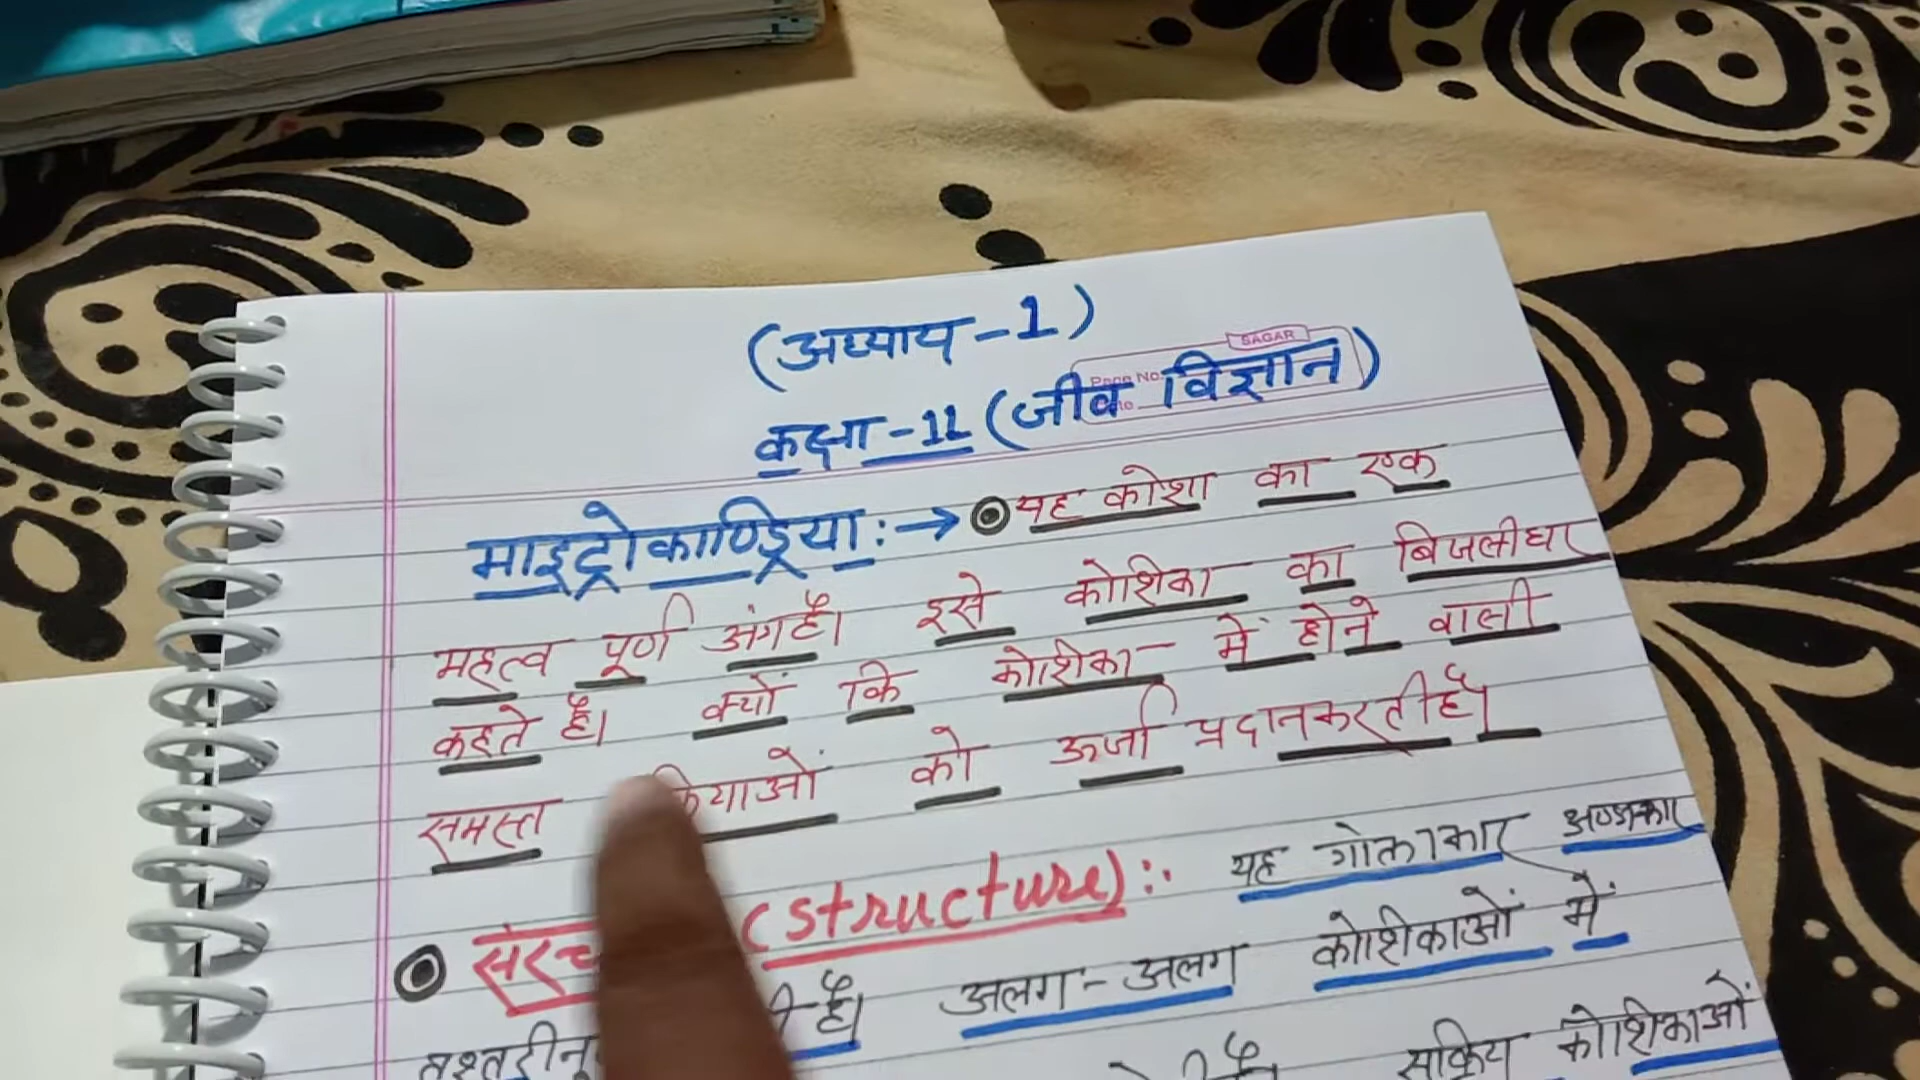 (अध्याय-1)
SAGAR
Page No.
कक्षा-11 (जीव विज्ञान)
माइट्रोकाण्ड्रिया:→ यह कोशा का एक
महत्व पूर्ण अंग है। इसे कोशिका का बिजलीघर
कहते है। क्यों कि कोशिका में होने वाली
समस्त को ऊर्जा प्रदान करती है।
(structure):. यह गोलाकार अण्डाकार
है। अलग-अलग कोशिकाओं में
सक्रिय कोशिकाओं